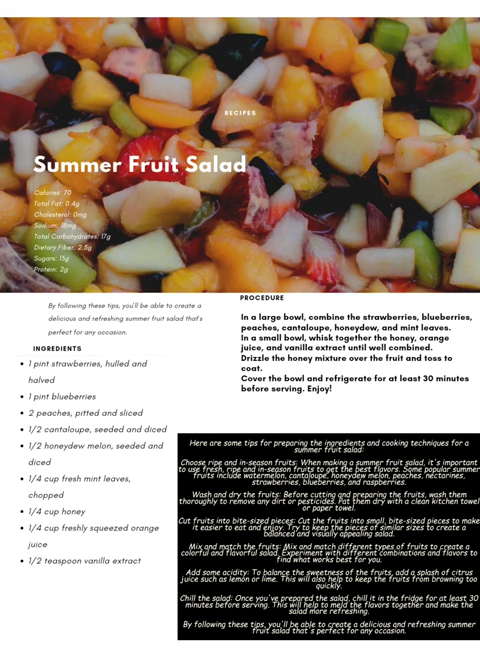 RECIPES
Summer Fruit Salad
Calories: 70
Total Fat: 0.4g
Cholesterol: 0mg
Sodium: 18mg
Total Carbohydrates: 17g
Dietary Fiber: 2.5g
Sugars: 15g
Protein: 2g
By following these tips, you'll be able to create a
delicious and refreshing summer fruit salad that's
perfect for any occasion.
INGREDIENTS
• 1 pint strawberries, hulled and
halved
• 1 pint blueberries
• 2 peaches, pitted and sliced
• 1/2 cantaloupe, seeded and diced
• 1/2 honeydew melon, seeded and
diced
• 1/4 cup fresh mint leaves,
chopped
• 1/4 cup honey
• 1/4 cup freshly squeezed orange
juice
• 1/2 teaspoon vanilla extract
PROCEDURE
In a large bowl, combine the strawberries, blueberries,
peaches, cantaloupe, honeydew, and mint leaves.
In a small bowl, whisk together the honey, orange
juice, and vanilla extract until well combined.
Drizzle the honey mixture over the fruit and toss to
coat.
Cover the bowl and refrigerate for at least 30 minutes
before serving. Enjoy!
Here are some tips for preparing the ingredients and cooking techniques for a
summer fruit salad:
Choose ripe and in-season fruits: When making a summer fruit salad, it's important
to use fresh, ripe and in-season fruits to get the best flavors. Some popular summer
fruits include watermelon, cantaloupe, honeydew melon, peaches, nectarines,
strawberries, blueberries, and raspberries.
Wash and dry the fruits: Before cutting and preparing the fruits, wash them
thoroughly to remove any dirt or pesticides. Pat them dry with a clean kitchen towel
or paper towel.
Cut fruits into bite-sized pieces: Cut the fruits into small, bite-sized pieces to make
it easier to eat and enjoy. Try to keep the pieces of similar sizes to create a
balanced and visually appealing salad.
Mix and match the fruits: Mix and match different types of fruits to create a
colorful and flavorful salad. Experiment with different combinations and flavors to
find what works best for you.
Add some acidity: To balance the sweetness of the fruits, add a splash of citrus
juice such as lemon or lime. This will also help to keep the fruits from browning too
quickly.
Chill the salad: Once you've prepared the salad, chill it in the fridge for at least 30
minutes before serving. This will help to meld the flavors together and make the
salad more refreshing.
By following these tips, you'll be able to create a delicious and refreshing summer
fruit salad that's perfect for any occasion.